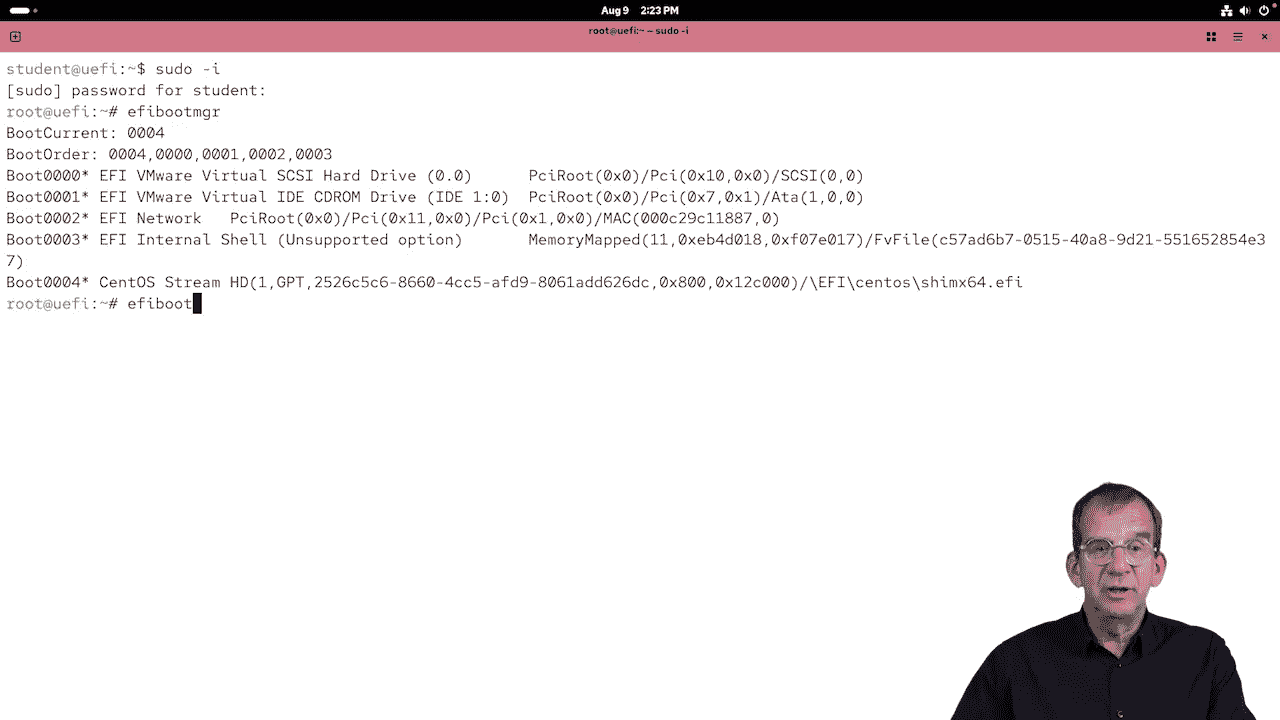 Aug 9 2:23 PM
root@uefi:~ – sudo -i
student@uefi:~$ sudo -i
[sudo] password for student:
root@uefi:~# efibootmgr
BootCurrent: 0004
BootOrder: 0004,0000,0001,0002,0003
Boot0000* EFI VMware Virtual SCSI Hard Drive (0.0) PciRoot(0x0)/Pci(0x10,0x0)/SCSI(0,0)
Boot0001* EFI VMware Virtual IDE CDROM Drive (IDE 1:0) PciRoot(0x0)/Pci(0x7,0x1)/Ata(1,0,0)
Boot0002* EFI Network PciRoot(0x0)/Pci(0x11,0x0)/Pci(0x1,0x0)/MAC(000c29c11887,0)
Boot0003* EFI Internal Shell (Unsupported option) MemoryMapped(11,0xeb4d018,0xf07e017)/FvFile(c57ad6b7-0515-40a8-9d21-551652854e3
7)
Boot0004* CentOS Stream HD(1,GPT,2526c5c6-8660-4cc5-afd9-8061add626dc,0x800,0x12c000)/\EFI\centos\shimx64.efi
root@uefi:~# efiboot